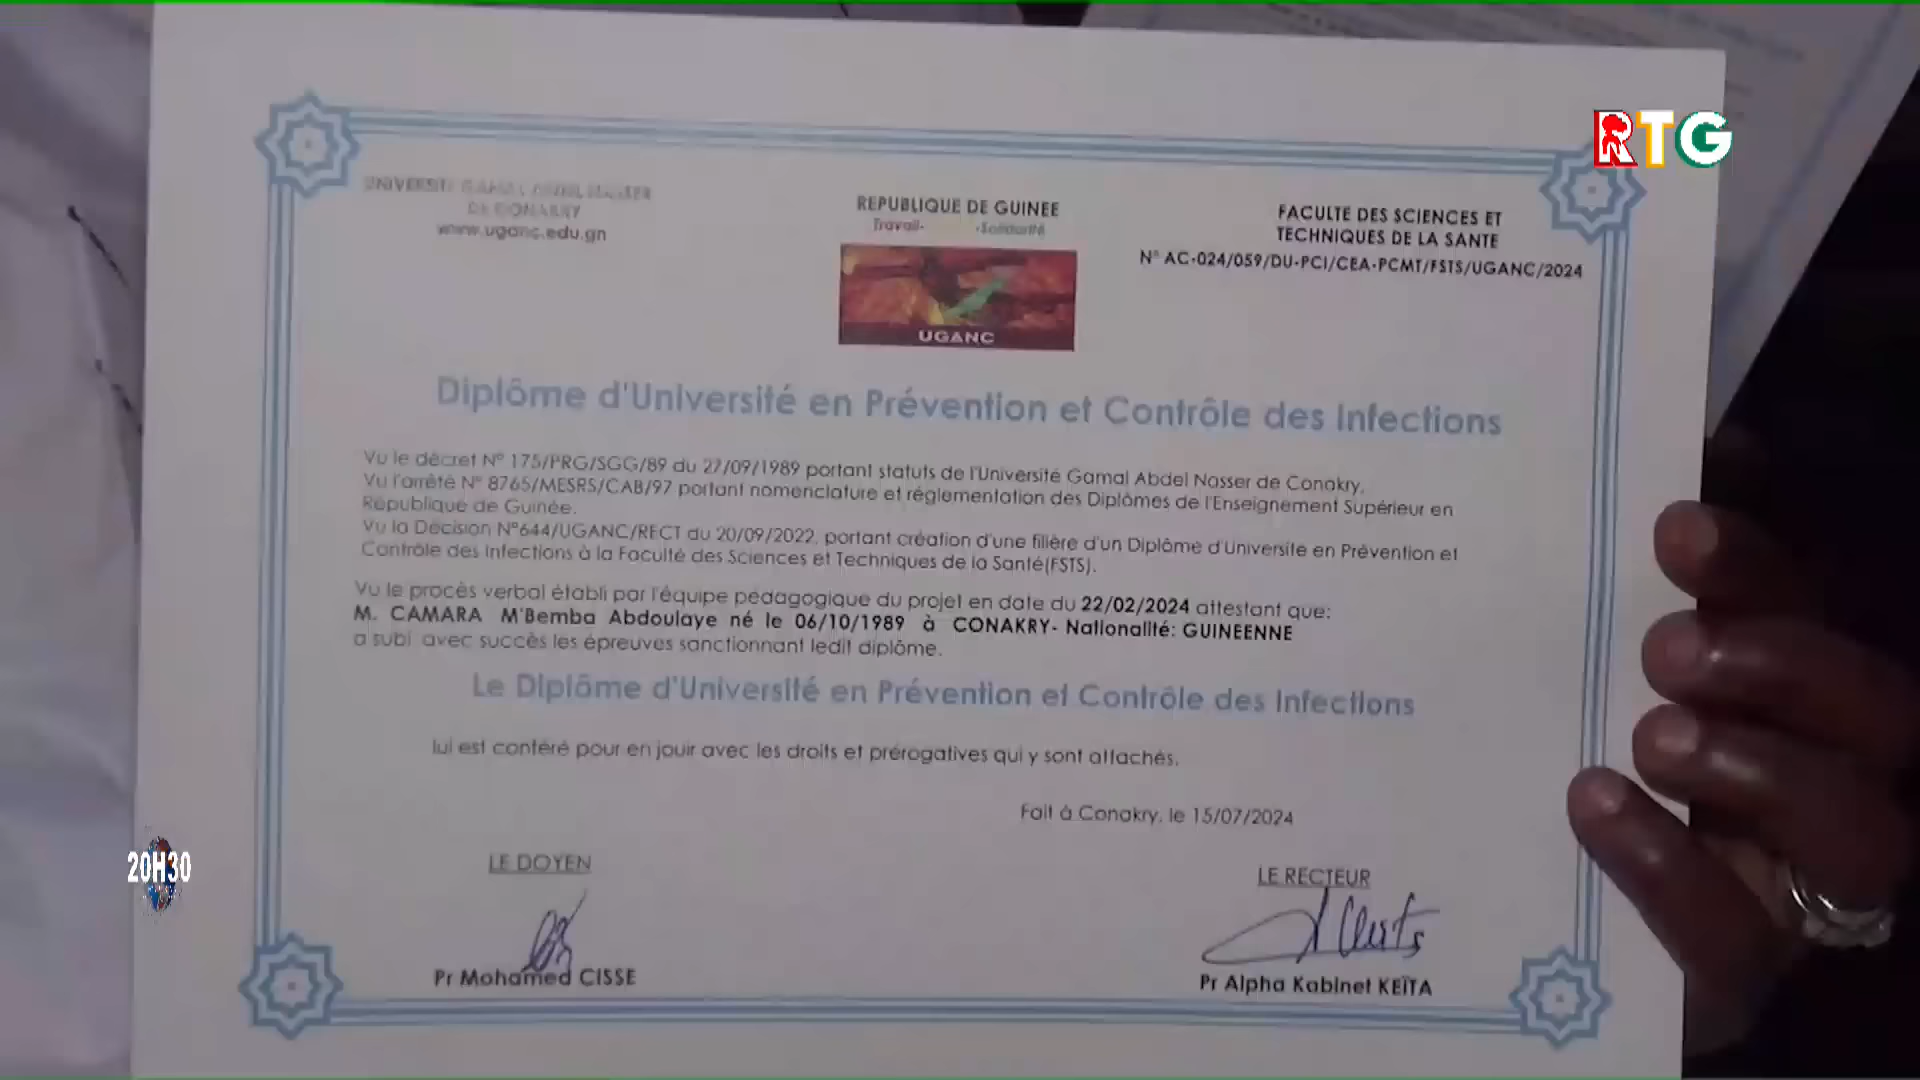 RTG
UNIVERSITE GAMAL ABDEL NASSER
DE CONAKRY
www.uganc.edu.gn
REPUBLIQUE DE GUINEE
Travail- -Solidarité
UGANC
FACULTE DES SCIENCES ET
TECHNIQUES DE LA SANTE
N° AC-024/059/DU-PCI/CEA-PCMT/FSTS/UGANC/2024
Diplôme d'Université en Prévention et Contrôle des Infections
Vu le décret N° 175/PRG/SGG/89 du 27/09/1989 portant statuts de l'Université Gamal Abdel Nasser de Conakry,
Vu l'arrêté N° 8765/MESRS/CAB/97 portant nomenclature et réglementation des Diplômes de l'Enseignement Supérieur en
République de Guinée.
Vu la Décision N°644/UGANC/RECT du 20/09/2022, portant création d'une filière d'un Diplôme d'Universite en Prévention et
Contrôle des Infections à la Faculté des Sciences et Techniques de la Santé(FSTS).
Vu le procès verbal établi par l'équipe pédagogique du projet en date du 22/02/2024 attestant que:
M. CAMARA M'Bemba Abdoulaye né le 06/10/1989 à CONAKRY- Nationalité: GUINEENNE
a subi avec succès les épreuves sanctionnant ledit diplôme.
Le Diplôme d'Université en Prévention et Contrôle des Infections
lui est conféré pour en jouir avec les droits et prérogatives qui y sont attachés.
Fait à Conakry, le 15/07/2024
LE DOYEN
Pr Mohamed CISSE
LE RECTEUR
Pr Alpha Kabinet KEÏTA
20H30